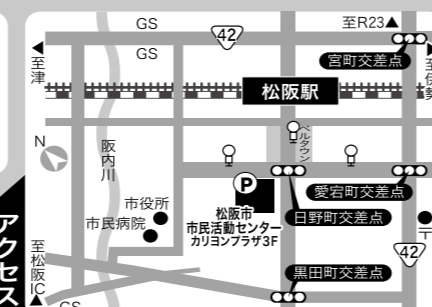 GS
至R23▲
42
GS
◀至津
宮町交差点
▶至伊勢
松阪駅
N
阪内川
ベルタウン
P
愛宕町交差点
市役所
松阪市
市民活動センター
カリヨンプラザ3F
市民病院
日野町交差点
〒
アクセス
至松阪IC▲
42
黒田町交差点
GS